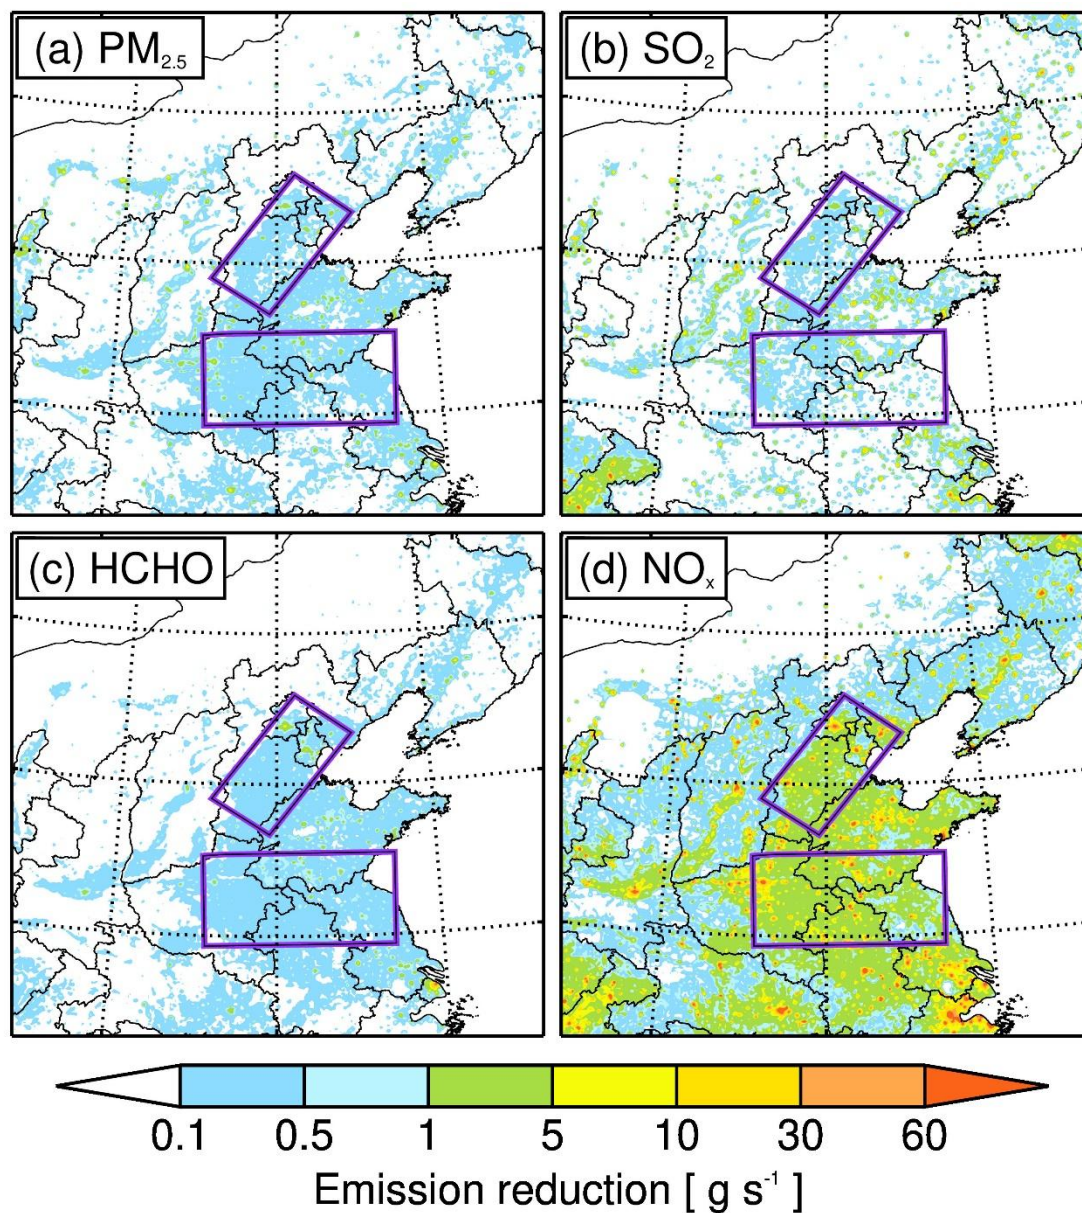 (a) PM2.5
(b) SO2
(c) HCHO
(d) NOx
0.1 0.5 1 5 10 30 60
Emission reduction [ g s-1 ]